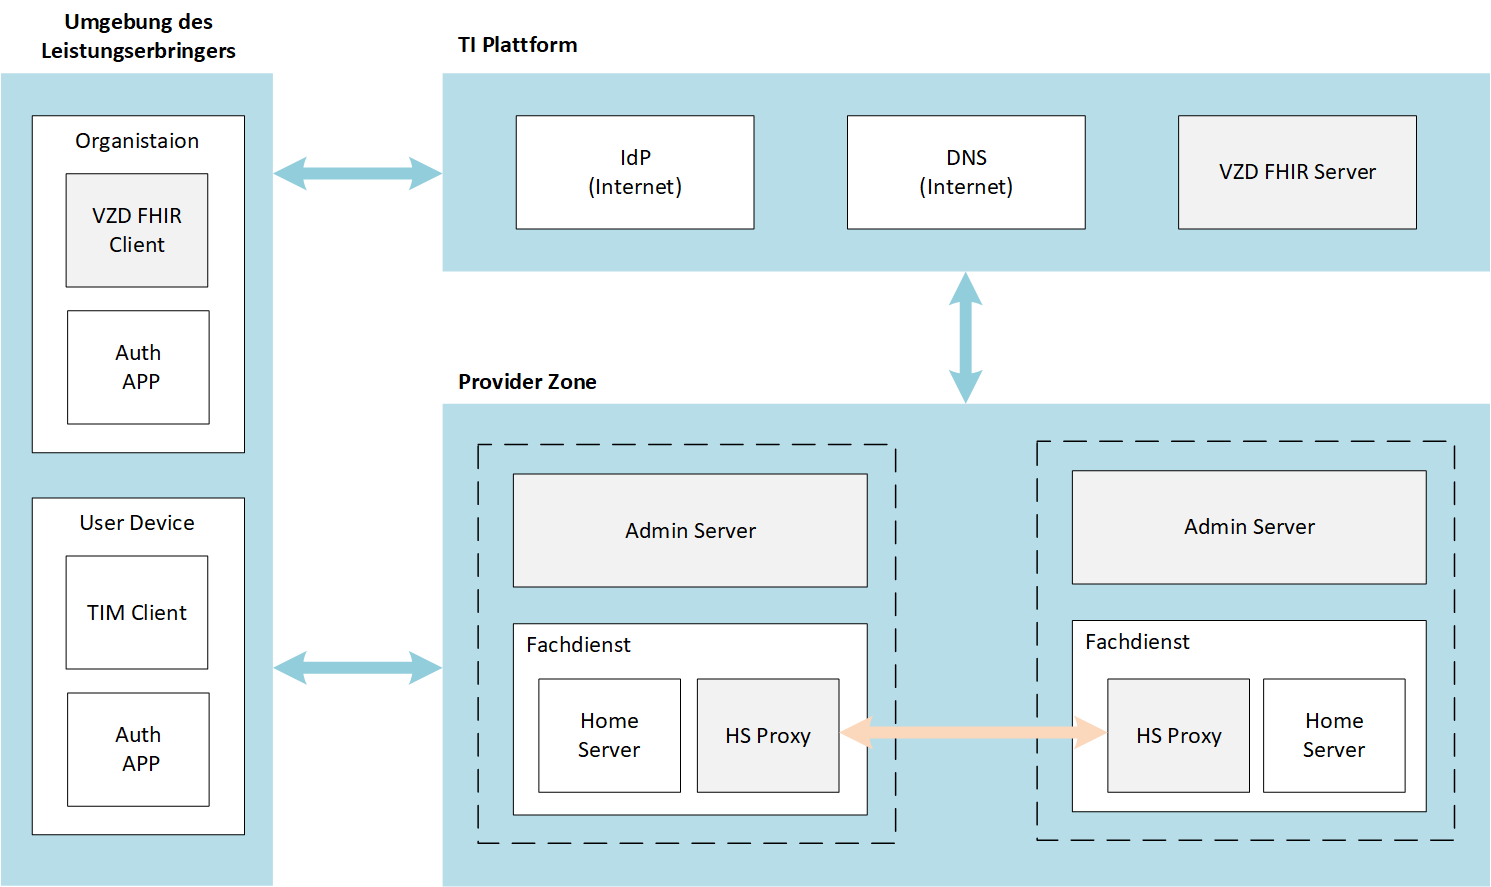 Umgebung des
Leistungserbringers
Organistaion
VZD FHIR
Client
Auth
APP
User Device
TIM Client
Auth
APP
TI Plattform
IdP
(Internet)
DNS
(Internet)
VZD FHIR Server
Provider Zone
Admin Server
Fachdienst
Home
Server
HS Proxy
Admin Server
Fachdienst
HS Proxy
Home
Server